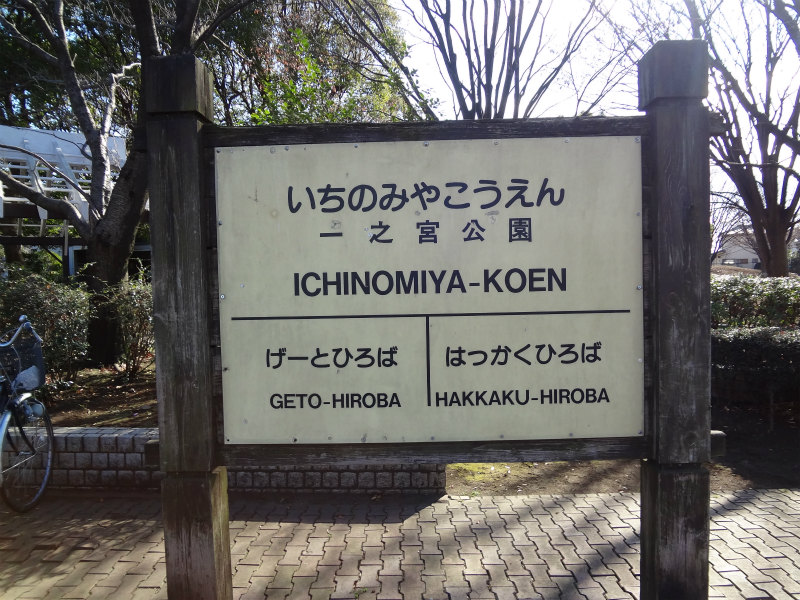 いちのみやこうえん
一之宮公園
ICHINOMIYA-KOEN
げーとひろば
GETO-HIROBA
はっかくひろば
HAKKAKU-HIROBA